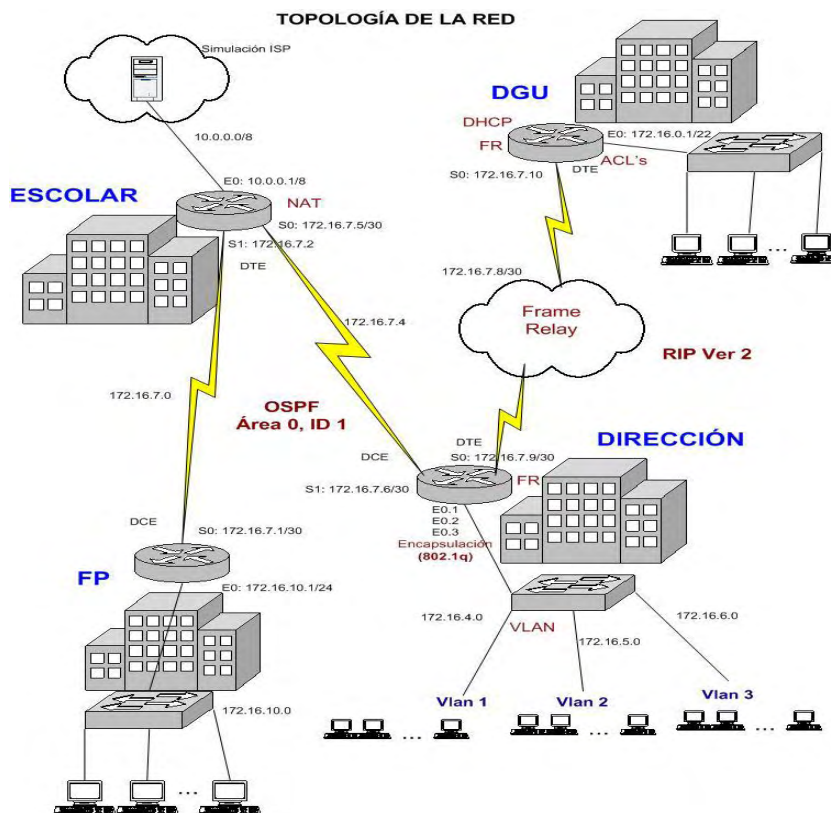 TOPOLOGÍA DE LA RED
Simulación ISP
10.0.0.0/8
E0: 10.0.0.1/8
ESCOLAR
NAT
S0: 172.16.7.5/30
S1: 172.16.7.2
DTE
DGU
DHCP
FR
E0: 172.16.0.1/22
ACL's
DTE
S0: 172.16.7.10
172.16.7.8/30
Frame
Relay
RIP Ver 2
172.16.7.4
172.16.7.0
OSPF
Área 0, ID 1
DIRECCIÓN
DTE
DCE
S0: 172.16.7.9/30
FR
S1: 172.16.7.6/30
E0.1
E0.2
E0.3
Encapsulación
(802.1q)
DCE
S0: 172.16.7.1/30
FP
E0: 172.16.10.1/24
172.16.4.0
VLAN
172.16.5.0
172.16.6.0
172.16.10.0
Vlan 1
Vlan 2
Vlan 3
...
...
...
...
...